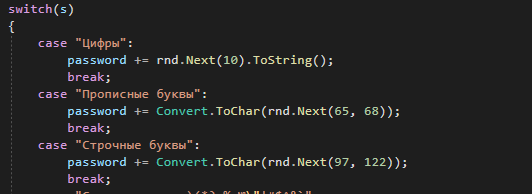 switch(s)
{
case "Цифры":
password += rnd.Next(10).ToString();
break;
case "Прописные буквы":
password += Convert.ToChar(rnd.Next(65, 68));
break;
case "Строчные буквы":
password += Convert.ToChar(rnd.Next(97, 122));
break;